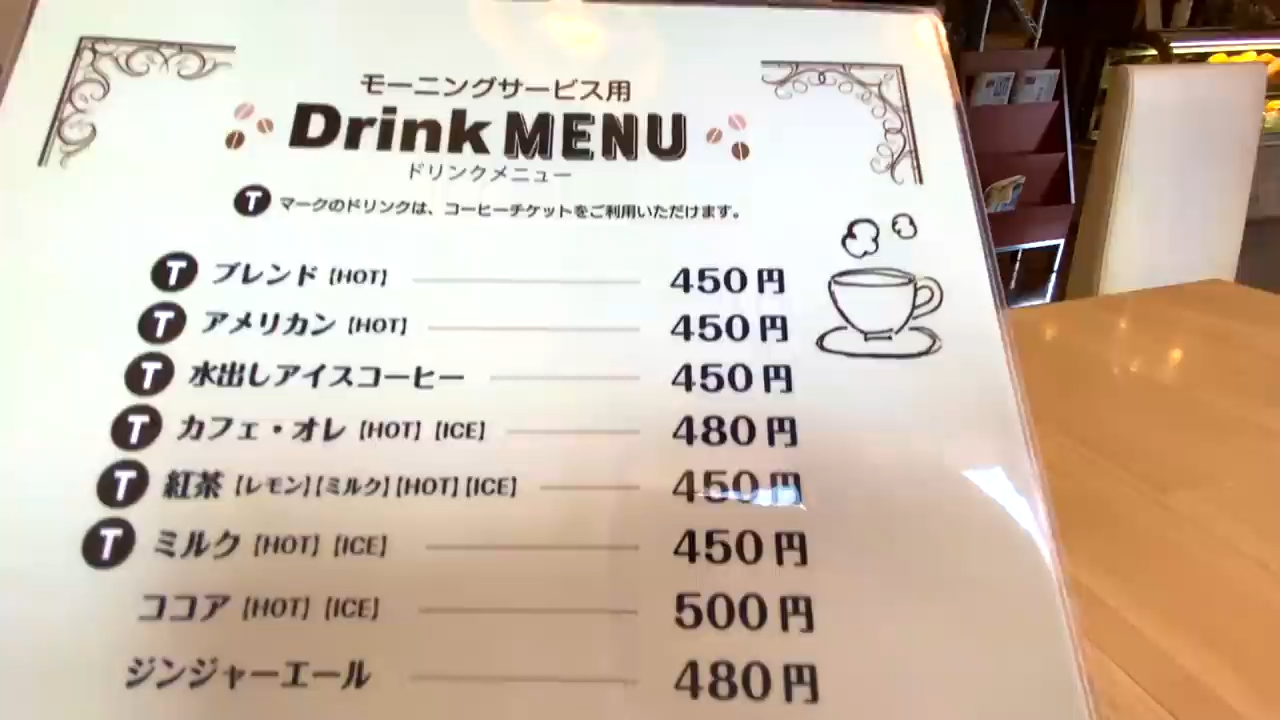 モーニングサービス用
Drink MENU
ドリンクメニュー
T マークのドリンクは、コーヒーチケットをご利用いただけます。
T ブレンド [HOT] 450円
T アメリカン [HOT] 450円
T 水出しアイスコーヒー 450円
T カフェ・オレ [HOT] [ICE] 480円
T 紅茶 [レモン] [ミルク] [HOT] [ICE] 450円
T ミルク [HOT] [ICE] 450円
ココア [HOT] [ICE] 500円
ジンジャーエール 480円